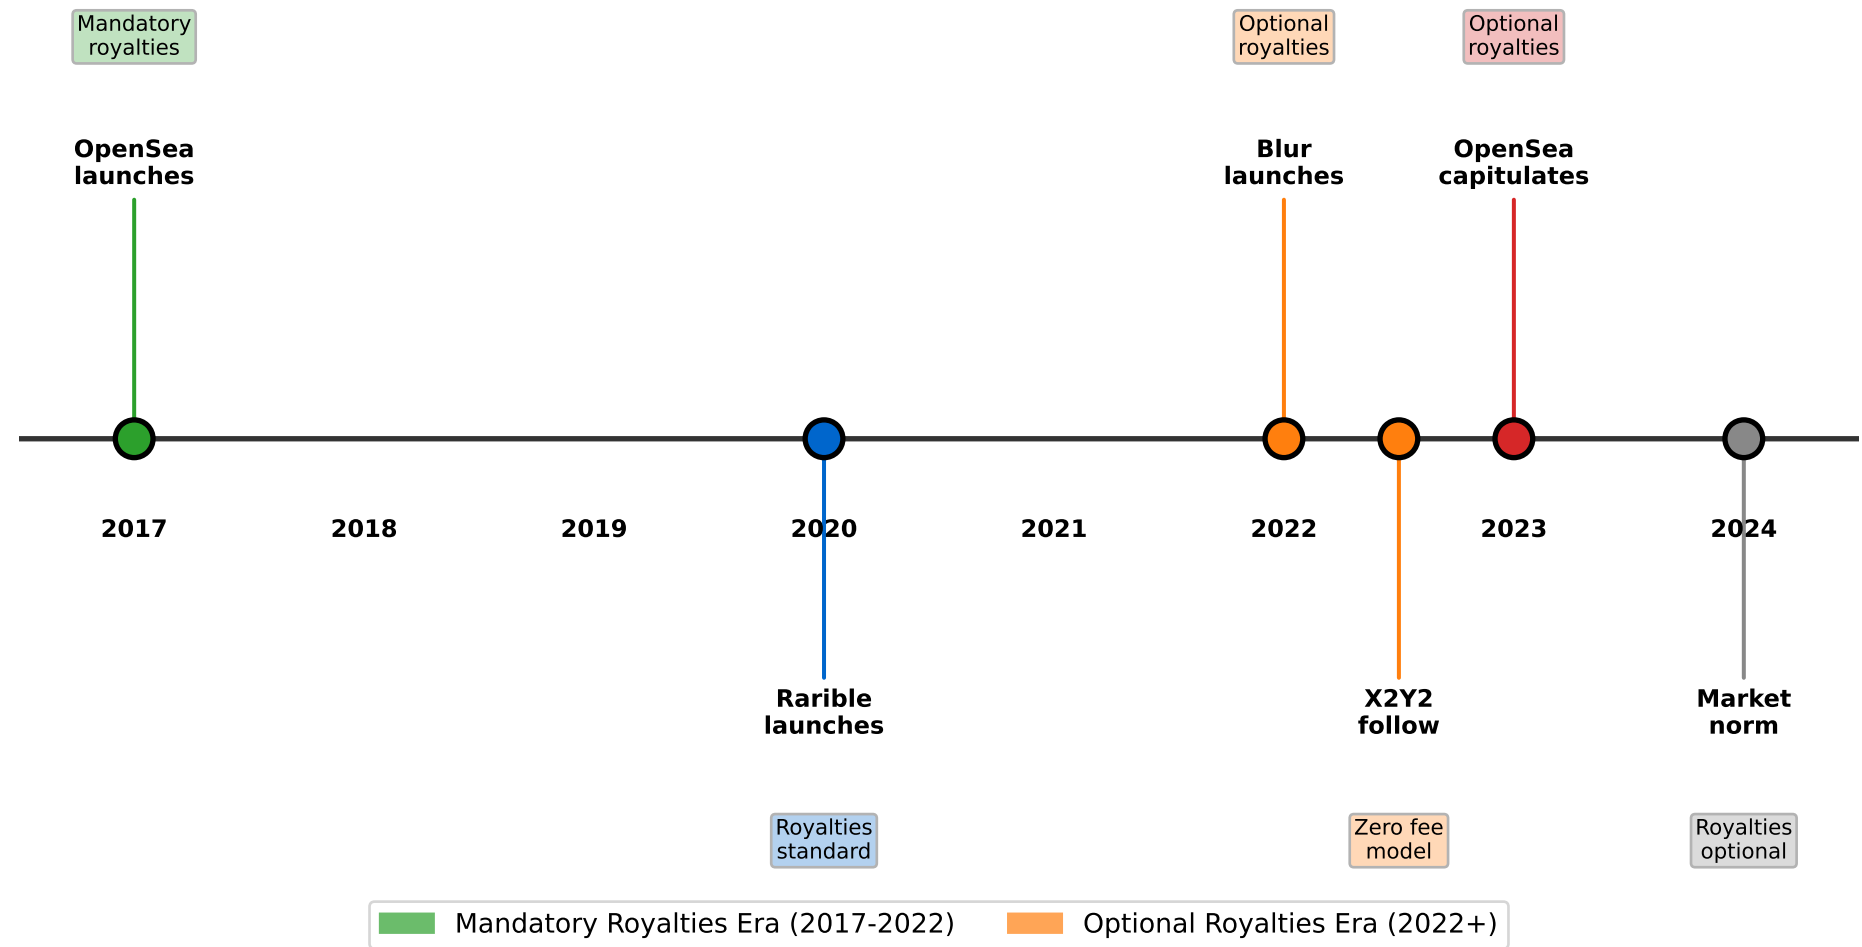 Mandatory
royalties
Optional
royalties
Optional
royalties
OpenSea
launches
Blur
launches
OpenSea
capitulates
2017 2018 2019 2020 2021 2022 2023 2024
Rarible
launches
X2Y2
follow
Market
norm
Royalties
standard
Zero fee
model
Royalties
optional
Mandatory Royalties Era (2017-2022) Optional Royalties Era (2022+)